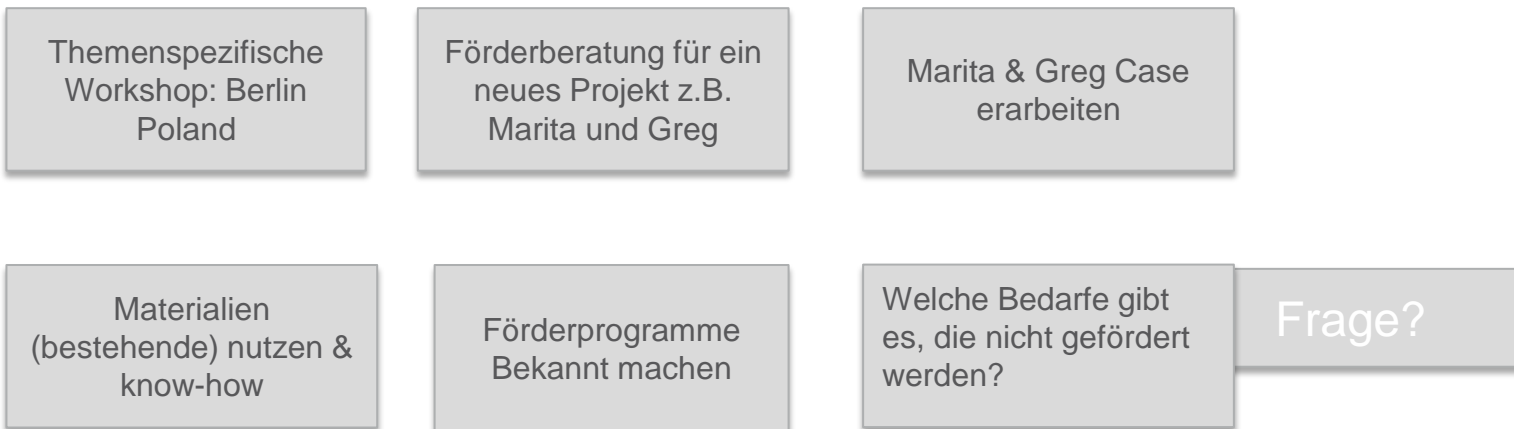 Themenspezifische
Workshop: Berlin
Poland
Förderberatung für ein
neues Projekt z.B.
Marita und Greg
Marita & Greg Case
erarbeiten
Materialien
(bestehende) nutzen &
know-how
Förderprogramme
Bekannt machen
Welche Bedarfe gibt
es, die nicht gefördert
werden?
Frage?